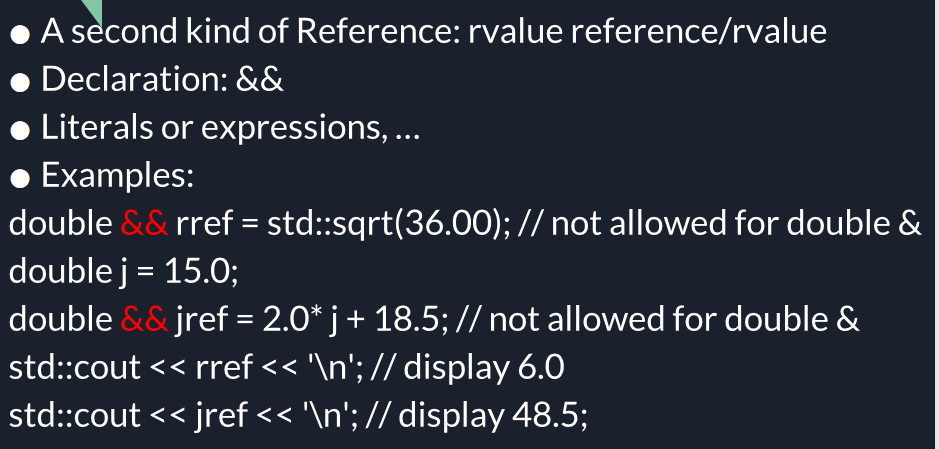 ● A second kind of Reference: rvalue reference/rvalue
● Declaration: &&
● Literals or expressions, …
● Examples:
double && rref = std::sqrt(36.00); // not allowed for double &
double j = 15.0;
double && jref = 2.0* j + 18.5; // not allowed for double &
std::cout << rref << '\n'; // display 6.0
std::cout << jref << '\n'; // display 48.5;